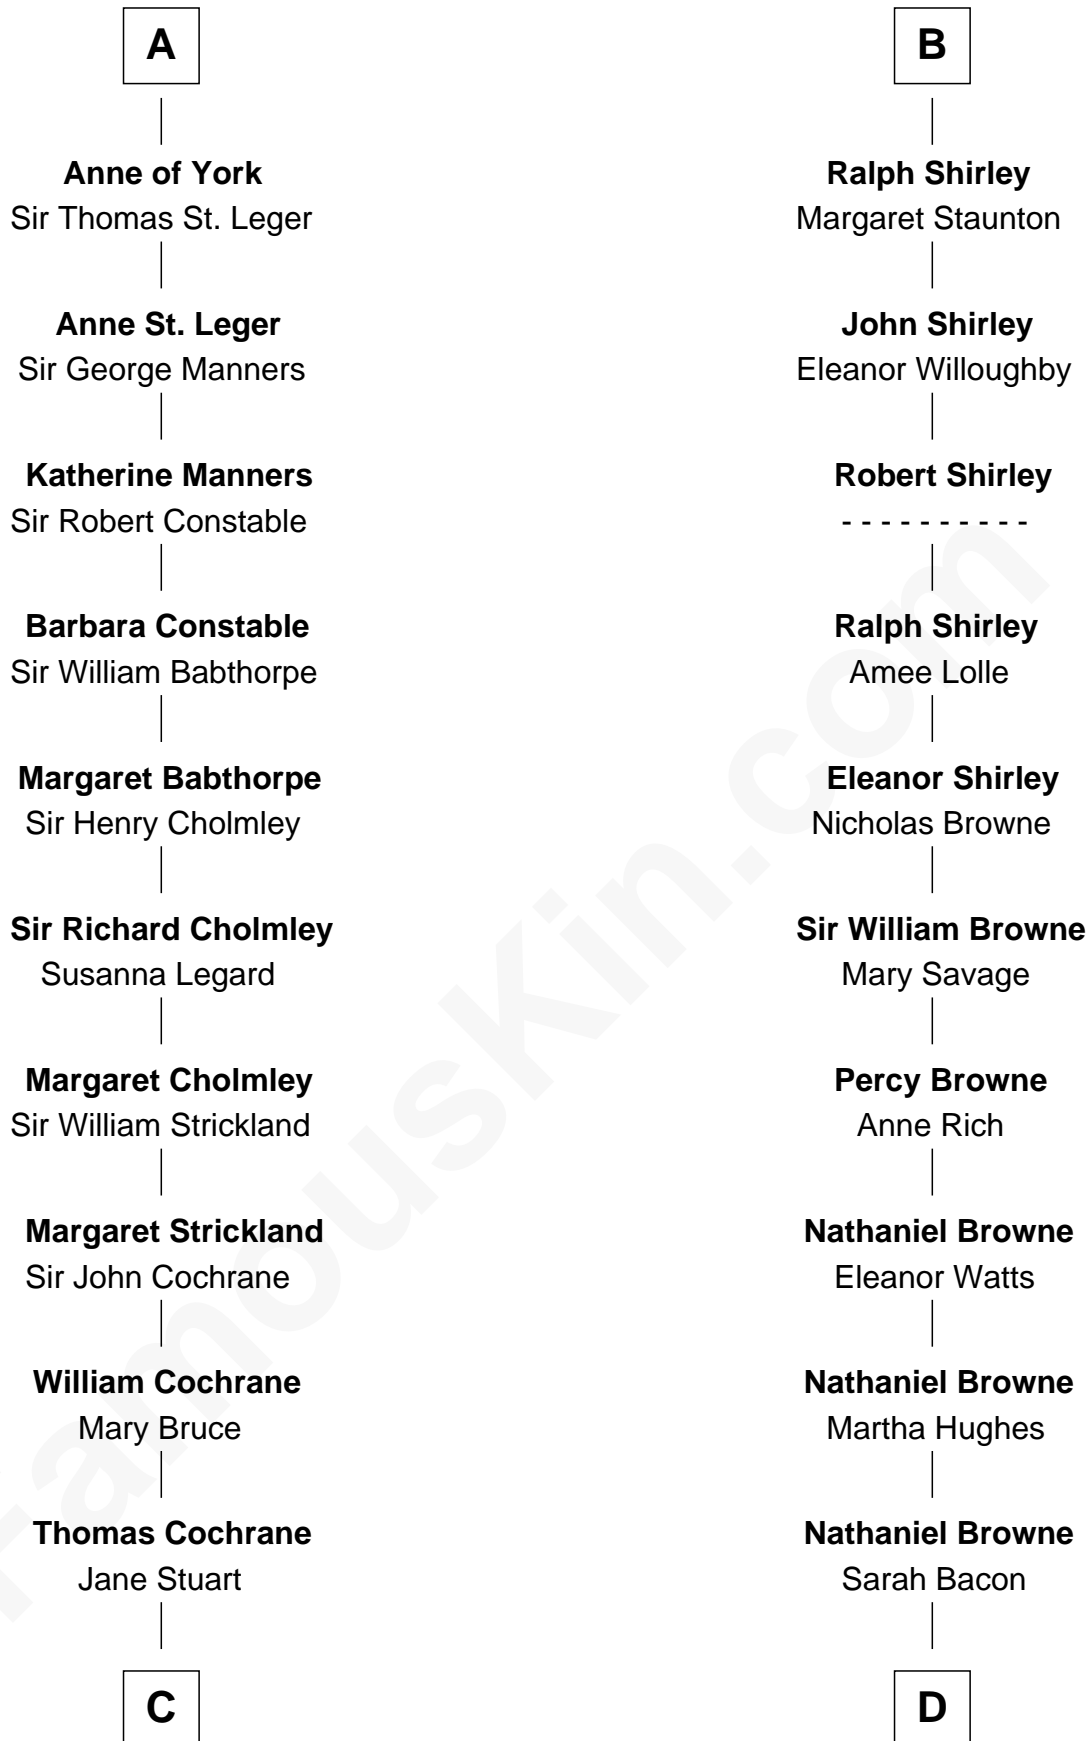 A
Anne of York
Sir Thomas St. Leger
Anne St. Leger
Sir George Manners
Katherine Manners
Sir Robert Constable
Barbara Constable
Sir William Babthorpe
Margaret Babthorpe
Sir Henry Cholmley
Sir Richard Cholmley
Susanna Legard
Margaret Cholmley
Sir William Strickland
Margaret Strickland
Sir John Cochrane
William Cochrane
Mary Bruce
Thomas Cochrane
Jane Stuart
C
B
Ralph Shirley
Margaret Staunton
John Shirley
Eleanor Willoughby
Robert Shirley
- - - - - - - - - -
Ralph Shirley
Amee Lolle
Eleanor Shirley
Nicholas Browne
Sir William Browne
Mary Savage
Percy Browne
Anne Rich
Nathaniel Browne
Eleanor Watts
Nathaniel Browne
Martha Hughes
Nathaniel Browne
Sarah Bacon
D
FamousKin.com